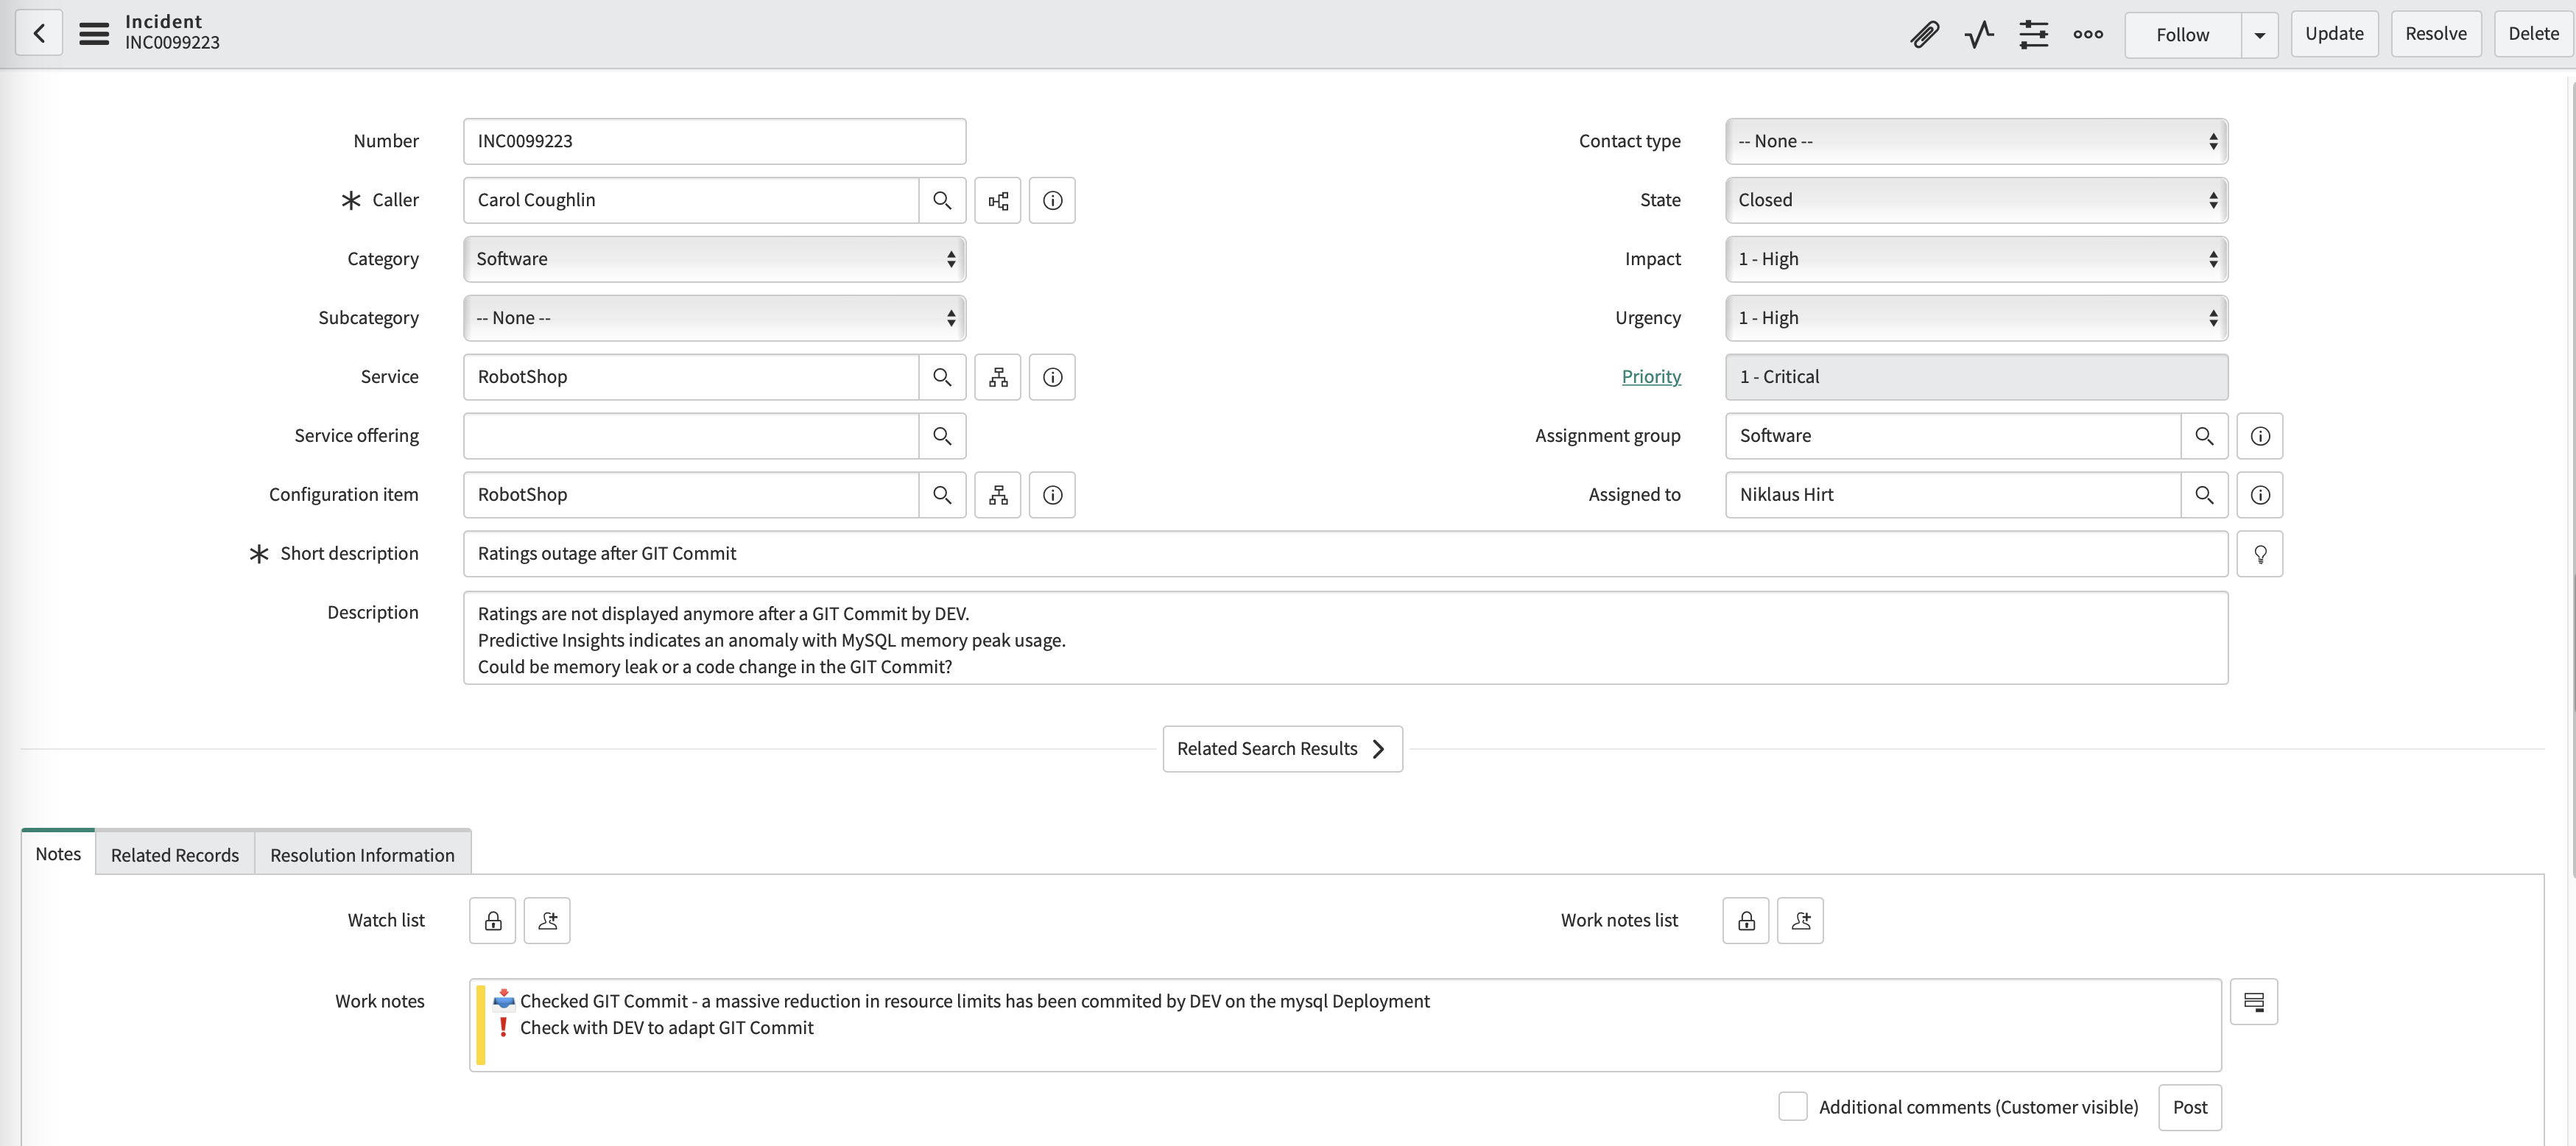 Incident
INC0099223
Follow
Update
Resolve
Delete
Number
INC0099223
Contact type
-- None --
Caller
Carol Coughlin
State
Closed
Category
Software
Impact
1 - High
Subcategory
-- None --
Urgency
1 - High
Service
RobotShop
Priority
1 - Critical
Service offering
Assignment group
Software
Configuration item
RobotShop
Assigned to
Niklaus Hirt
Short description
Ratings outage after GIT Commit
Description
Ratings are not displayed anymore after a GIT Commit by DEV.
Predictive Insights indicates an anomaly with MySQL memory peak usage.
Could be memory leak or a code change in the GIT Commit?
Related Search Results
Notes
Related Records
Resolution Information
Watch list
Work notes list
Work notes
Checked GIT Commit - a massive reduction in resource limits has been commited by DEV on the mysql Deployment
Check with DEV to adapt GIT Commit
Additional comments (Customer visible)
Post